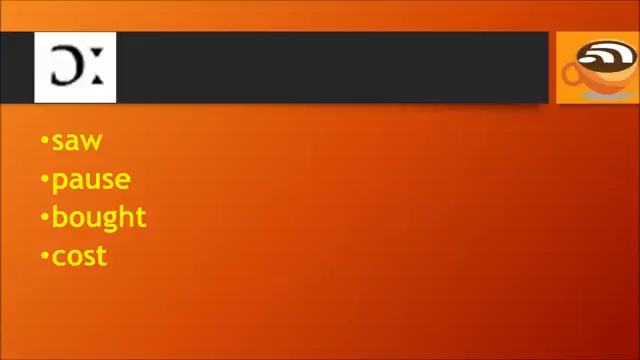 ɔː
•saw
•pause
•bought
•cost